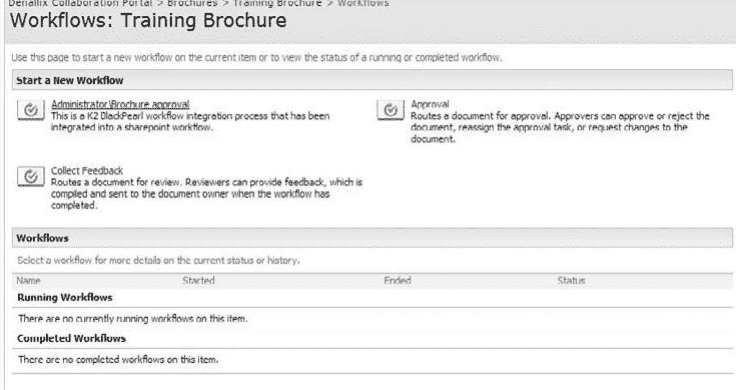 Denallix Collaboration Portal > Brochures > Training Brochure > Workflows
Workflows: Training Brochure
Use this page to start a new workflow on the current item or to view the status of a running or completed workflow.
Start a New Workflow
Administrator\Brochure approval
This is a K2 BlackPearl workflow integration process that has been
integrated into a sharepoint workflow.
Approval
Routes a document for approval. Approvers can approve or reject the
document, reassign the approval task, or request changes to the
document.
Collect Feedback
Routes a document for review. Reviewers can provide feedback, which is
compiled and sent to the document owner when the workflow has
completed.
Workflows
Select a workflow for more details on the current status or history.
Name Started Ended Status
Running Workflows
There are no currently running workflows on this item.
Completed Workflows
There are no completed workflows on this item.